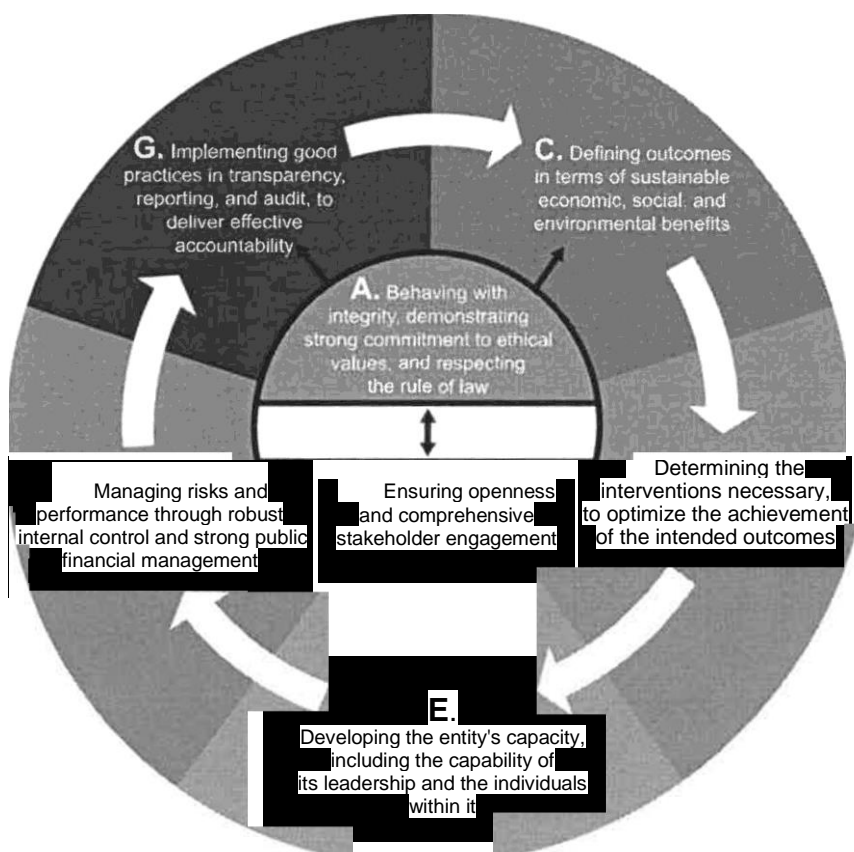 G. Implementing good
practices in transparency,
reporting, and audit, to
deliver effective
accountability
C. Defining outcomes
in terms of sustainable
economic, social, and
environmental benefits
A. Behaving with
integrity, demonstrating
strong commitment to ethical
values, and respecting
the rule of law
Managing risks and
performance through robust
internal control and strong public
financial management
Ensuring openness
and comprehensive
stakeholder engagement
Determining the
interventions necessary,
to optimize the achievement
of the intended outcomes
E.
Developing the entity's capacity,
including the capability of
its leadership and the individuals
within it